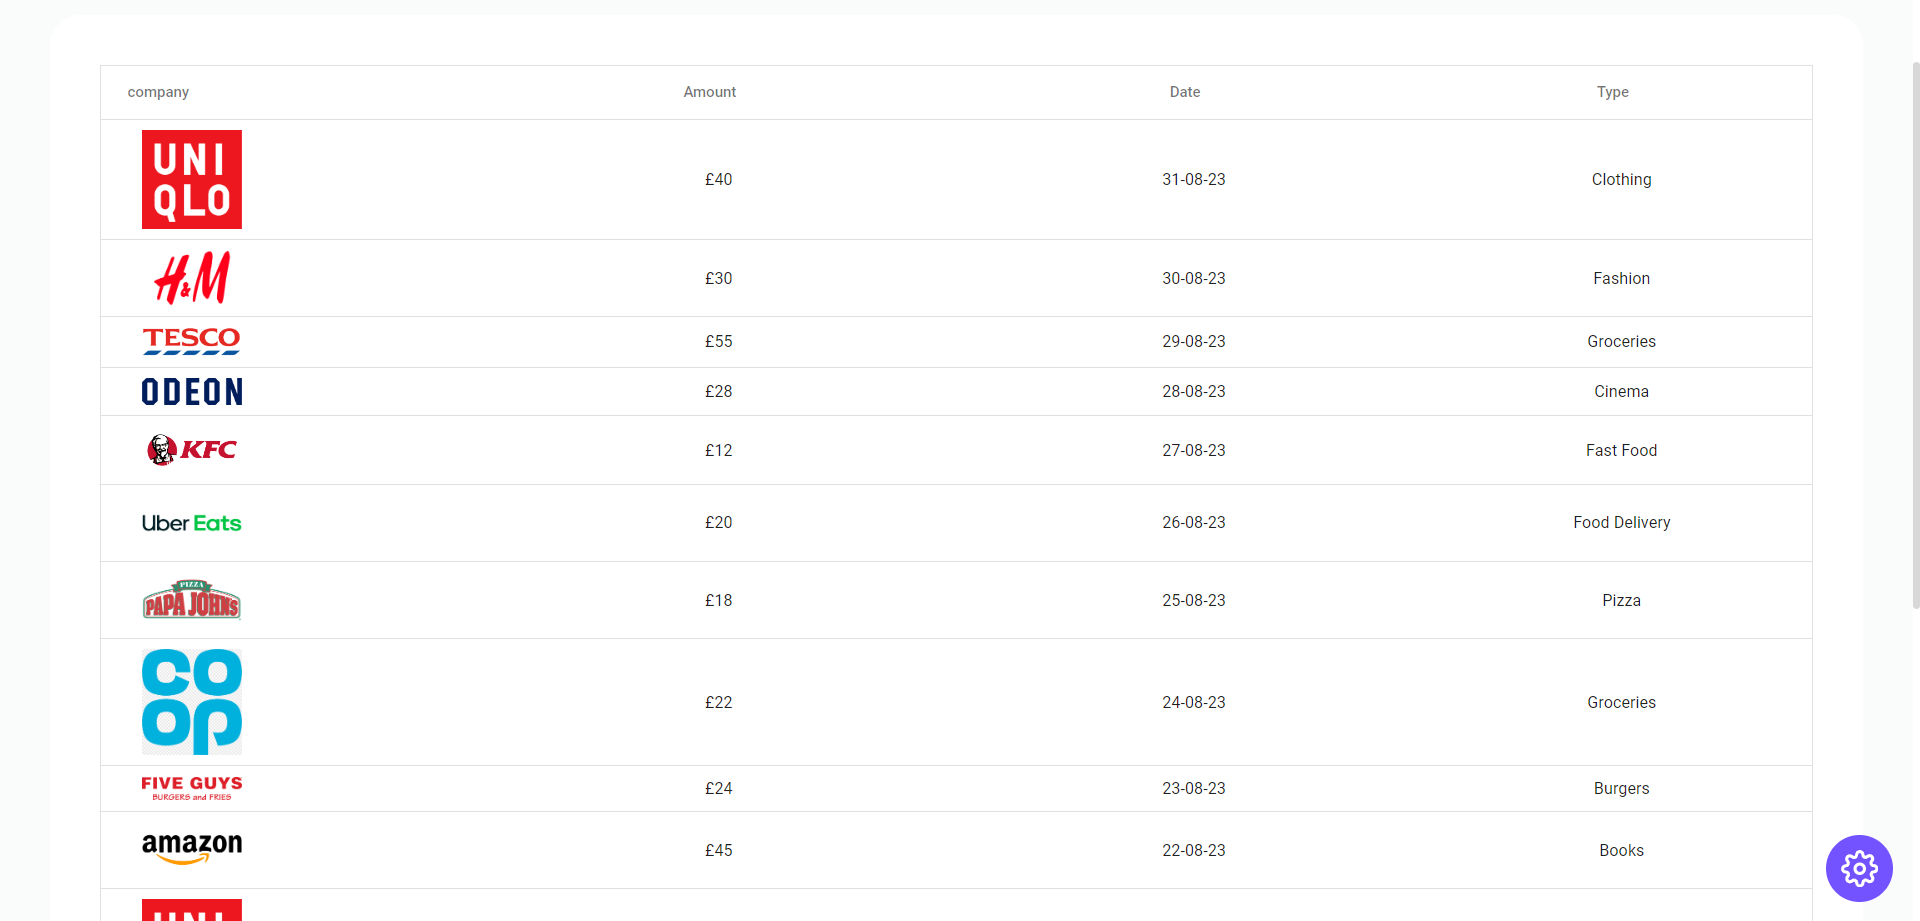 company Amount Date Type
UNI
QLO
£40 31-08-23 Clothing
H&M £30 30-08-23 Fashion
TESCO £55 29-08-23 Groceries
ODEON £28 28-08-23 Cinema
KFC £12 27-08-23 Fast Food
Uber Eats £20 26-08-23 Food Delivery
PIZZA
PAPA JOHNS £18 25-08-23 Pizza
CO
OP
£22 24-08-23 Groceries
FIVE GUYS
BURGERS and FRIES
£24 23-08-23 Burgers
amazon £45 22-08-23 Books
UNI